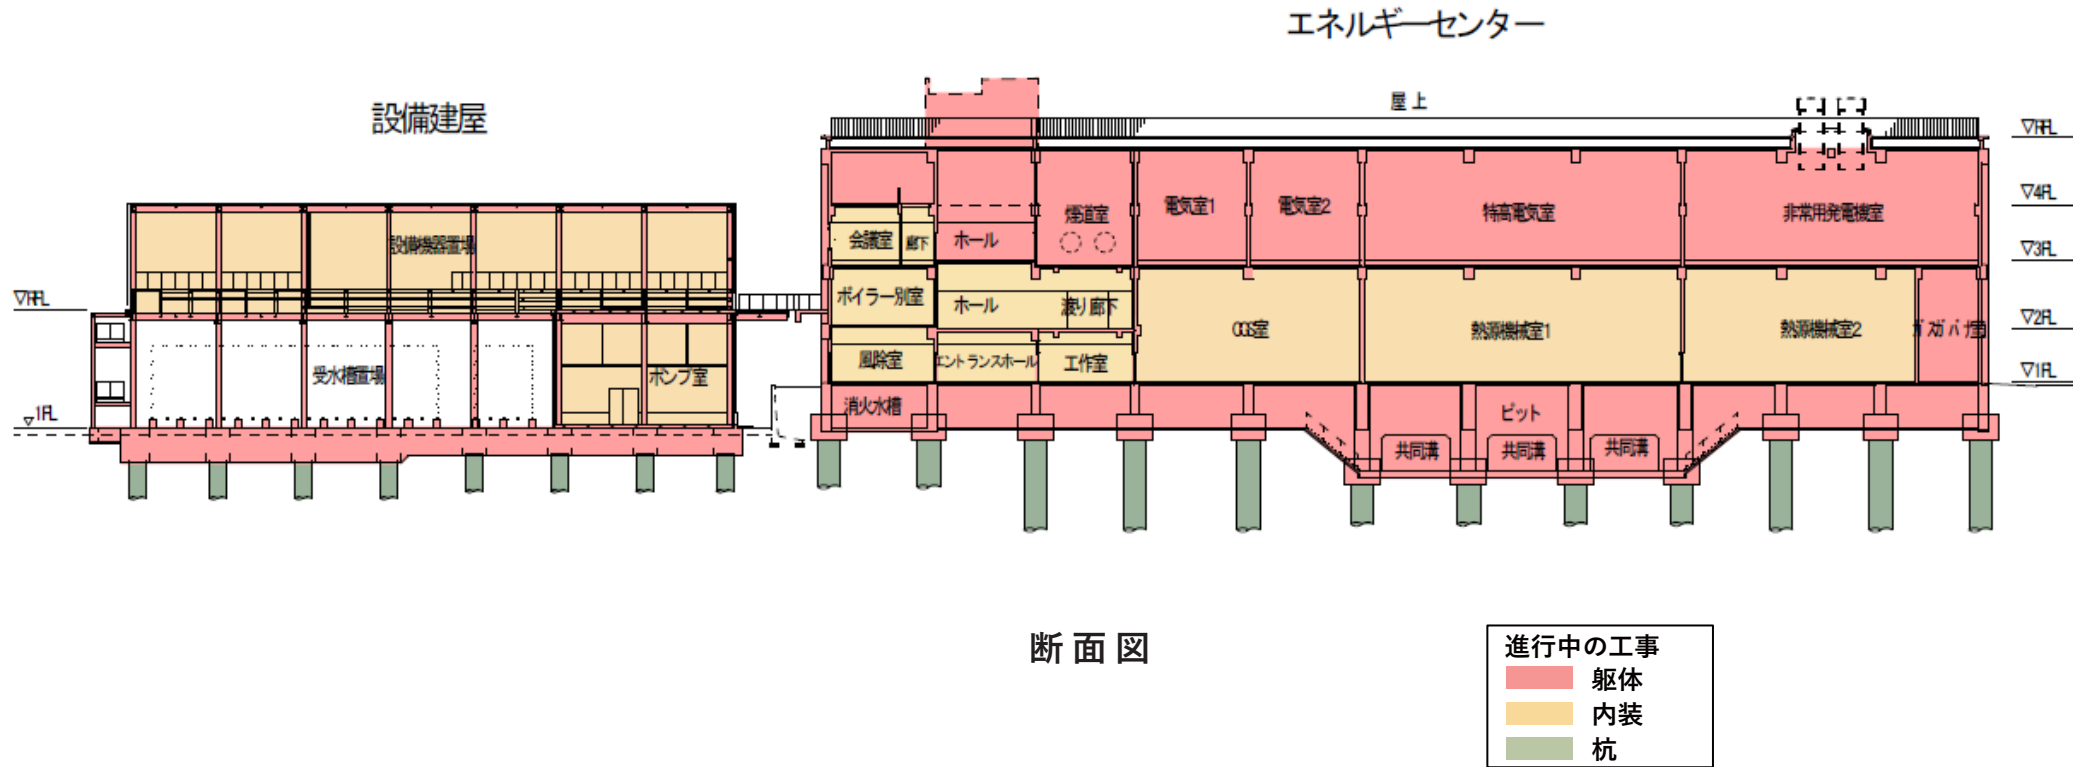 エネルギーセンター
設備建屋
屋上
▽RFL
▽4FL
▽3FL
▽2FL
▽1FL
煙道室
電気室1
電気室2
特高電気室
非常用発電機室
会議室
廊下
ホール
設備機器置場
▽RFL
ボイラー別室
ホール
渡り廊下
CGS室
熱源機械室1
熱源機械室2
ガスガバナ室
風除室
エントランスホール
工作室
受水槽置場
ポンプ室
▽1FL
消火水槽
ピット
共同溝
共同溝
共同溝
断面図
進行中の工事
躯体
内装
杭